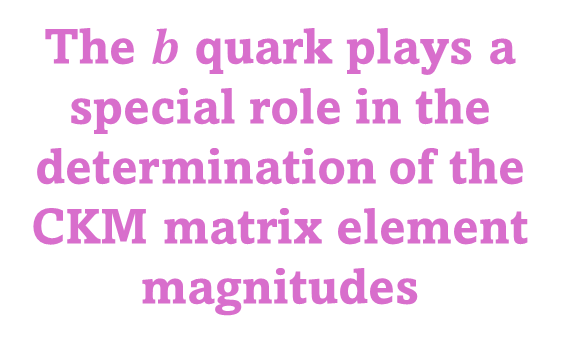 The b quark plays a
special role in the
determination of the
CKM matrix element
magnitudes